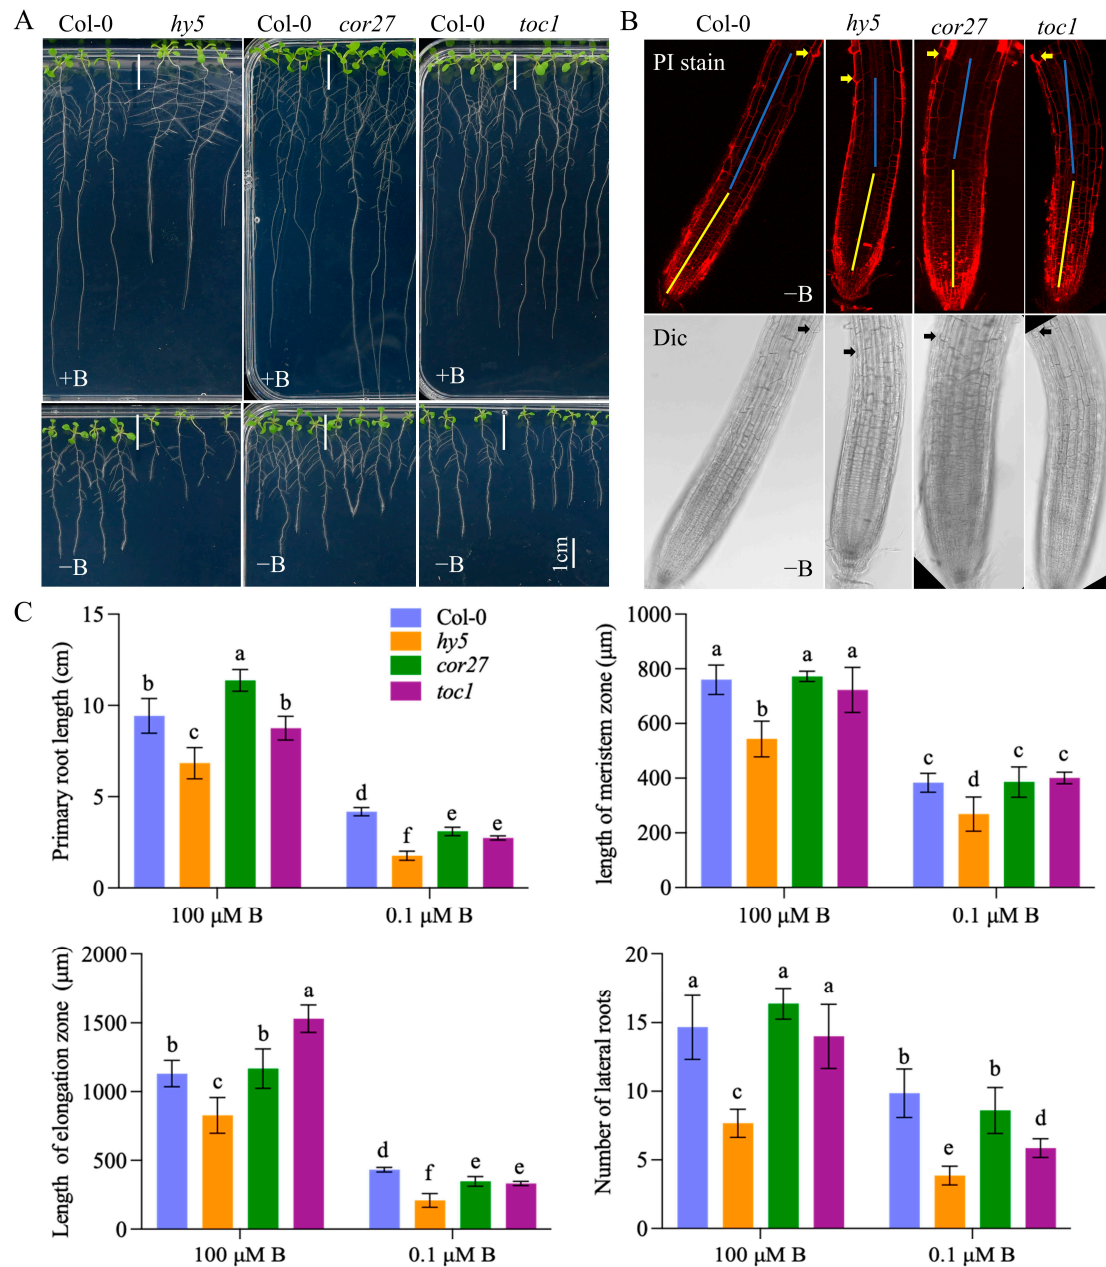 A
Col-0 hy5 Col-0 cor27 Col-0 toc1
+B +B +B
−B −B −B
1cm
B
Col-0 hy5 cor27 toc1
PI stain
−B
Dic
−B
C
Primary root length (cm)
15
10
5
0
b c a b
d f e e
100 μM B 0.1 μM B
Col-0
hy5
cor27
toc1
length of meristem zone (μm)
1000
800
600
400
200
0
a b a a
c d c c
100 μM B 0.1 μM B
Length of elongation zone (μm)
2000
1500
1000
500
0
b c b a
d f e e
100 μM B 0.1 μM B
Number of lateral roots
20
15
10
5
0
a c a a
b e b d
100 μM B 0.1 μM B